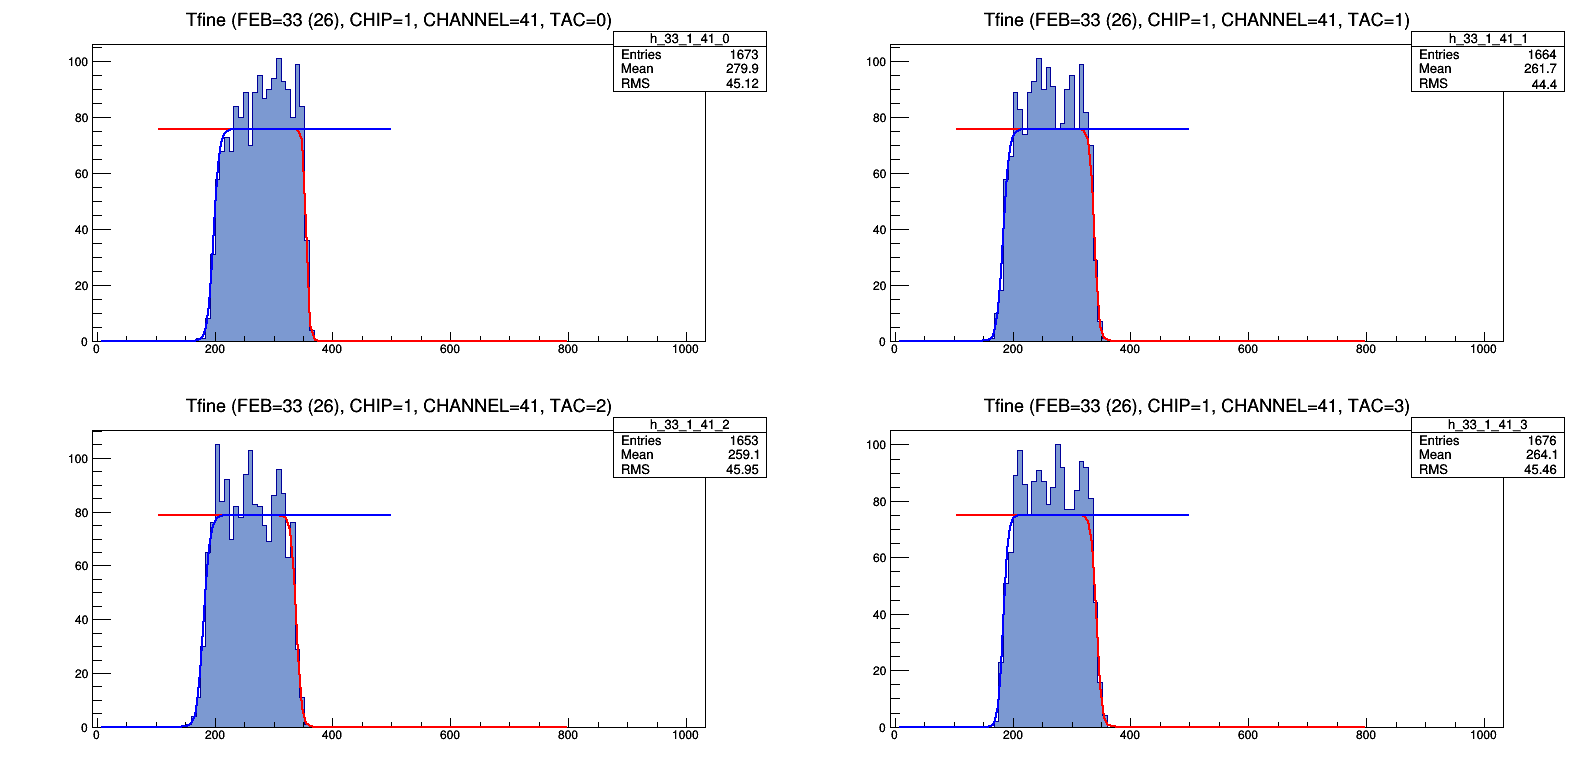 Tfine (FEB=33 (26), CHIP=1, CHANNEL=41, TAC=0)
h_33_1_41_0
Entries 1673
Mean 279.9
RMS 45.12
100
80
60
40
20
0
0 200 400 600 800 1000
Tfine (FEB=33 (26), CHIP=1, CHANNEL=41, TAC=1)
h_33_1_41_1
Entries 1664
Mean 261.7
RMS 44.4
100
80
60
40
20
0
0 200 400 600 800 1000
Tfine (FEB=33 (26), CHIP=1, CHANNEL=41, TAC=2)
h_33_1_41_2
Entries 1653
Mean 259.1
RMS 45.95
100
80
60
40
20
0
0 200 400 600 800 1000
Tfine (FEB=33 (26), CHIP=1, CHANNEL=41, TAC=3)
h_33_1_41_3
Entries 1676
Mean 264.1
RMS 45.46
100
80
60
40
20
0
0 200 400 600 800 1000